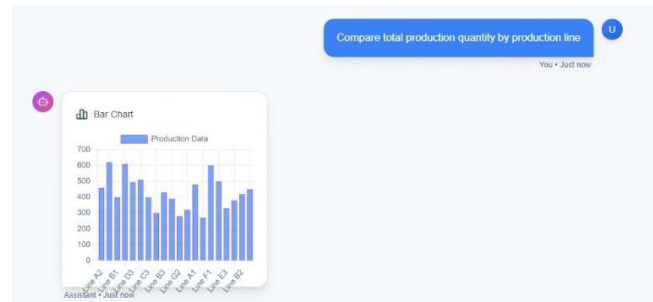 Compare total production quantity by production line
U
You • Just now
Bar Chart
Production Data
700
600
500
400
300
200
100
0
Line A2
Line B1
Line D3
Line C3
Line B3
Line G2
Line A1
Line F1
Line E3
Line B2
Assistant • Just now